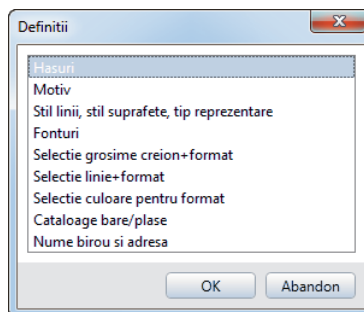 Definitii
Hasuri
Motiv
Stil linii, stil suprafete, tip reprezentare
Fonturi
Selectie grosime creion+format
Selectie linie+format
Selectie culoare pentru format
Cataloage bare/plase
Nume birou si adresa
OK Abandon